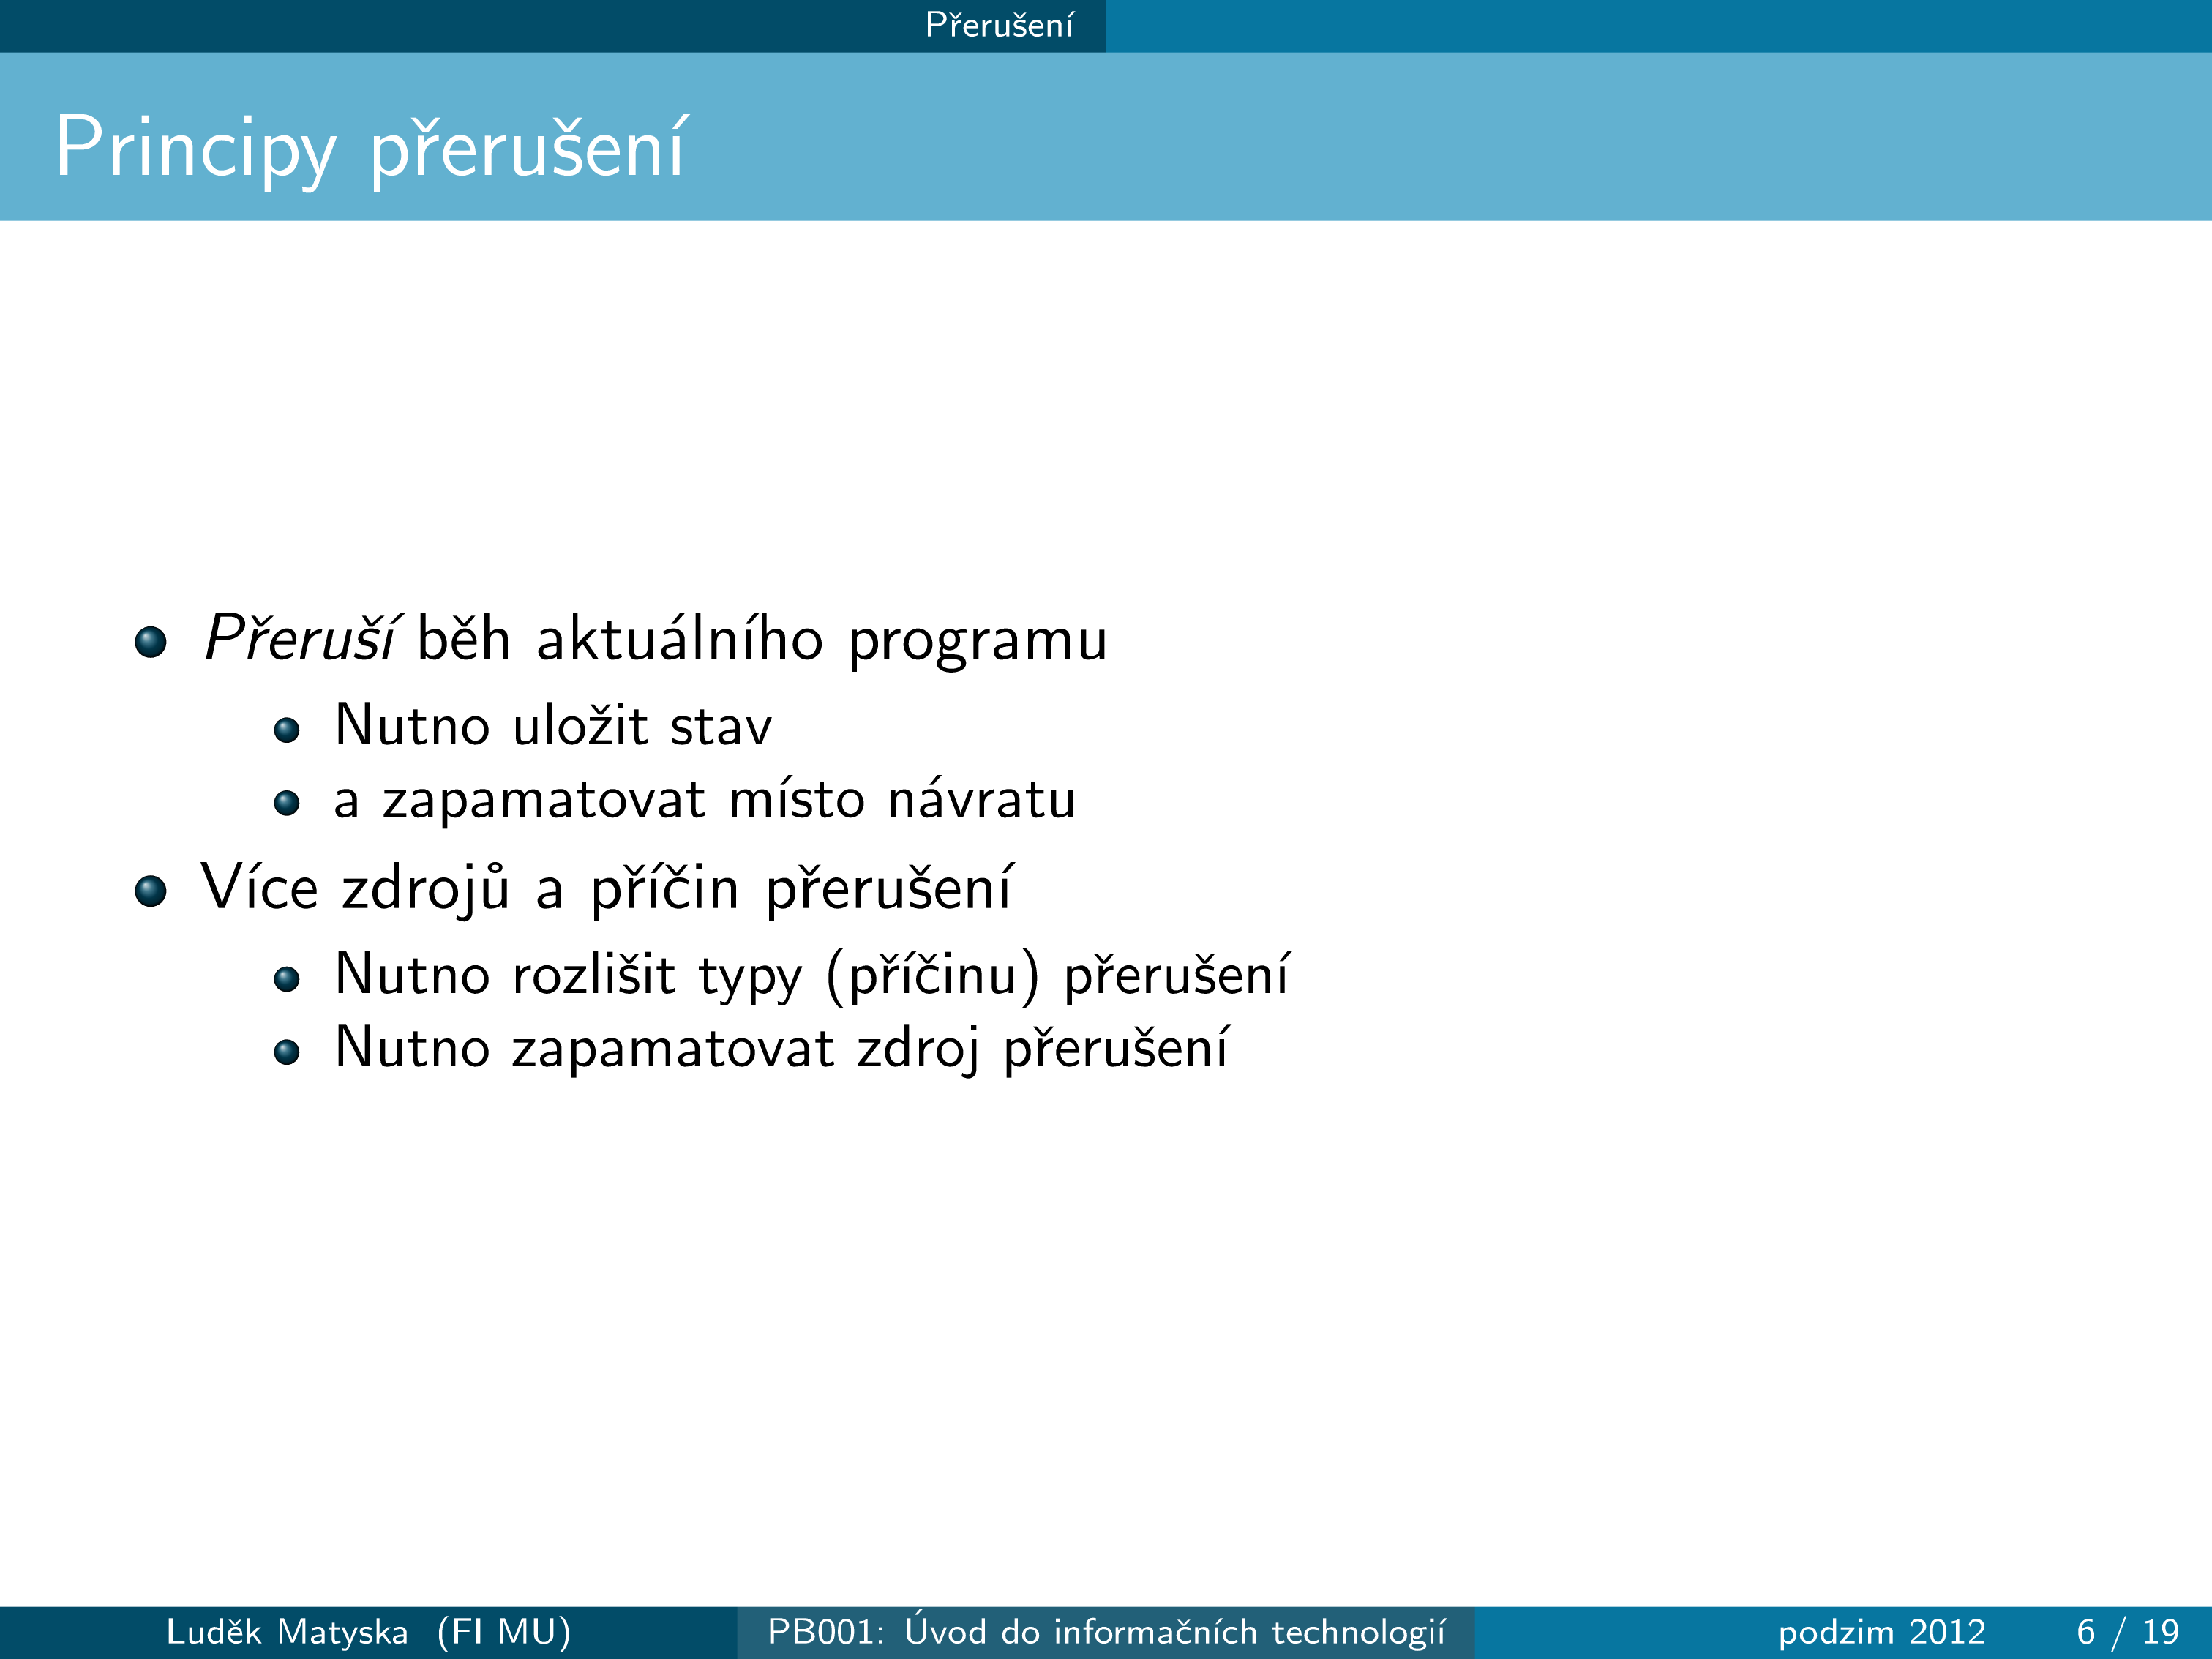 Přerušení
Principy přerušení
Přeruší běh aktuálního programu
Nutno uložit stav
a zapamatovat místo návratu
Více zdrojů a příčin přerušení
Nutno rozlišit typy (příčinu) přerušení
Nutno zapamatovat zdroj přerušení
Luděk Matyska (FI MU) PB001: Úvod do informačních technologií podzim 2012 6 / 19